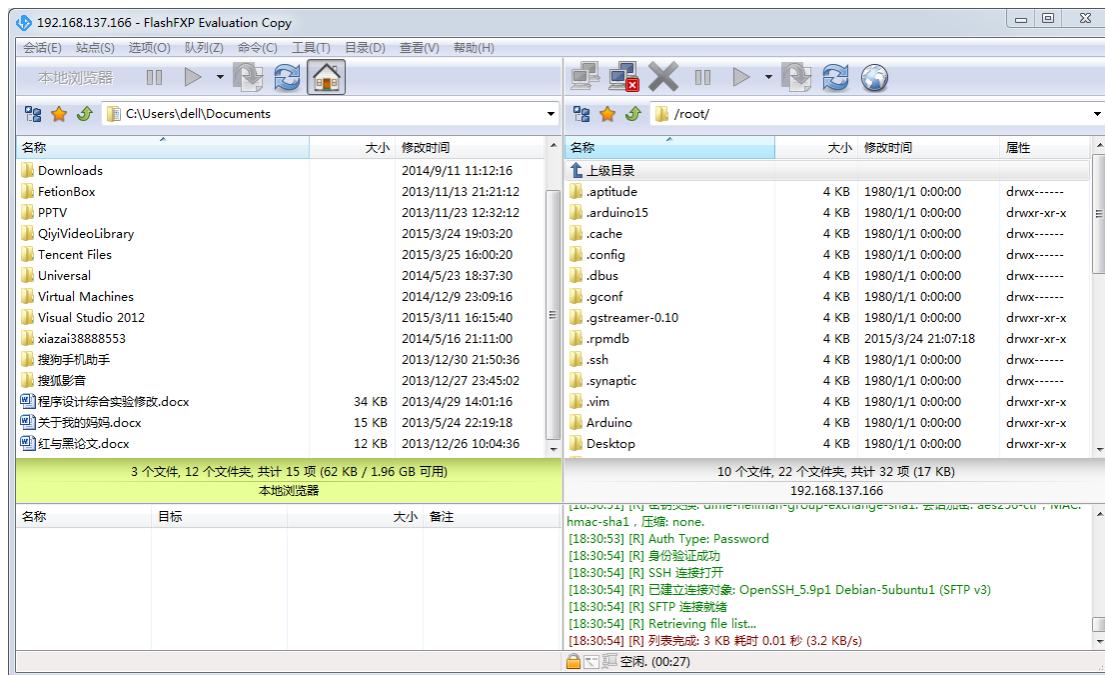 192.168.137.166 - FlashFXP Evaluation Copy
会话(E) 站点(S) 选项(O) 队列(Z) 命令(C) 工具(T) 目录(D) 查看(V) 帮助(H)
本地浏览器
C:\Users\dell\Documents
名称 大小 修改时间
Downloads 2014/9/11 11:12:16
FetionBox 2013/11/13 21:21:12
PPTV 2013/11/23 12:32:12
QiyiVideoLibrary 2015/3/24 19:03:20
Tencent Files 2015/3/25 16:00:20
Universal 2014/5/23 18:37:30
Virtual Machines 2014/12/9 23:09:16
Visual Studio 2012 2015/3/11 16:15:40
xiazai38888553 2014/5/16 21:11:00
搜狗手机助手 2013/12/30 21:50:36
搜狐影音 2013/12/27 23:45:02
程序设计综合实验修改.docx 34 KB 2013/4/29 14:01:16
关于我的妈妈.docx 15 KB 2013/5/24 22:19:18
红与黑论文.docx 12 KB 2013/12/26 10:04:36
3 个文件, 12 个文件夹, 共计 15 项 (62 KB / 1.96 GB 可用)
本地浏览器
名称 目标 大小 备注
/root/
名称 大小 修改时间 属性
上级目录
.aptitude 4 KB 1980/1/1 0:00:00 drwx------
.arduino15 4 KB 1980/1/1 0:00:00 drwxr-xr-x
.cache 4 KB 1980/1/1 0:00:00 drwx------
.config 4 KB 1980/1/1 0:00:00 drwx------
.dbus 4 KB 1980/1/1 0:00:00 drwx------
.gconf 4 KB 1980/1/1 0:00:00 drwx------
.gstreamer-0.10 4 KB 1980/1/1 0:00:00 drwxr-xr-x
.rpmdb 4 KB 2015/3/24 21:07:18 drwxr-xr-x
.ssh 4 KB 1980/1/1 0:00:00 drwx------
.synaptic 4 KB 1980/1/1 0:00:00 drwx------
.vim 4 KB 1980/1/1 0:00:00 drwxr-xr-x
Arduino 4 KB 1980/1/1 0:00:00 drwxr-xr-x
Desktop 4 KB 1980/1/1 0:00:00 drwxr-xr-x
10 个文件, 22 个文件夹, 共计 32 项 (17 KB)
192.168.137.166
[18:30:51] [R] 密钥交换: diffie-hellman-group-exchange-sha1. 会话加密: aes256-ctr, MAC:
hmac-sha1, 压缩: none.
[18:30:53] [R] Auth Type: Password
[18:30:54] [R] 身份验证成功
[18:30:54] [R] SSH 连接打开
[18:30:54] [R] 已建立连接对象: OpenSSH_5.9p1 Debian-5ubuntu1 (SFTP v3)
[18:30:54] [R] SFTP 连接就绪
[18:30:54] [R] Retrieving file list...
[18:30:54] [R] 列表完成: 3 KB 耗时 0.01 秒 (3.2 KB/s)
空闲. (00:27)